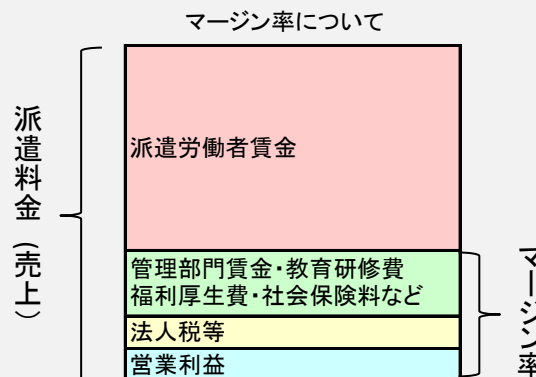 マージン率について
派遣料金（売上）
派遣労働者賃金
管理部門賃金・教育研修費
福利厚生費・社会保険料など
法人税等
営業利益
マージン率